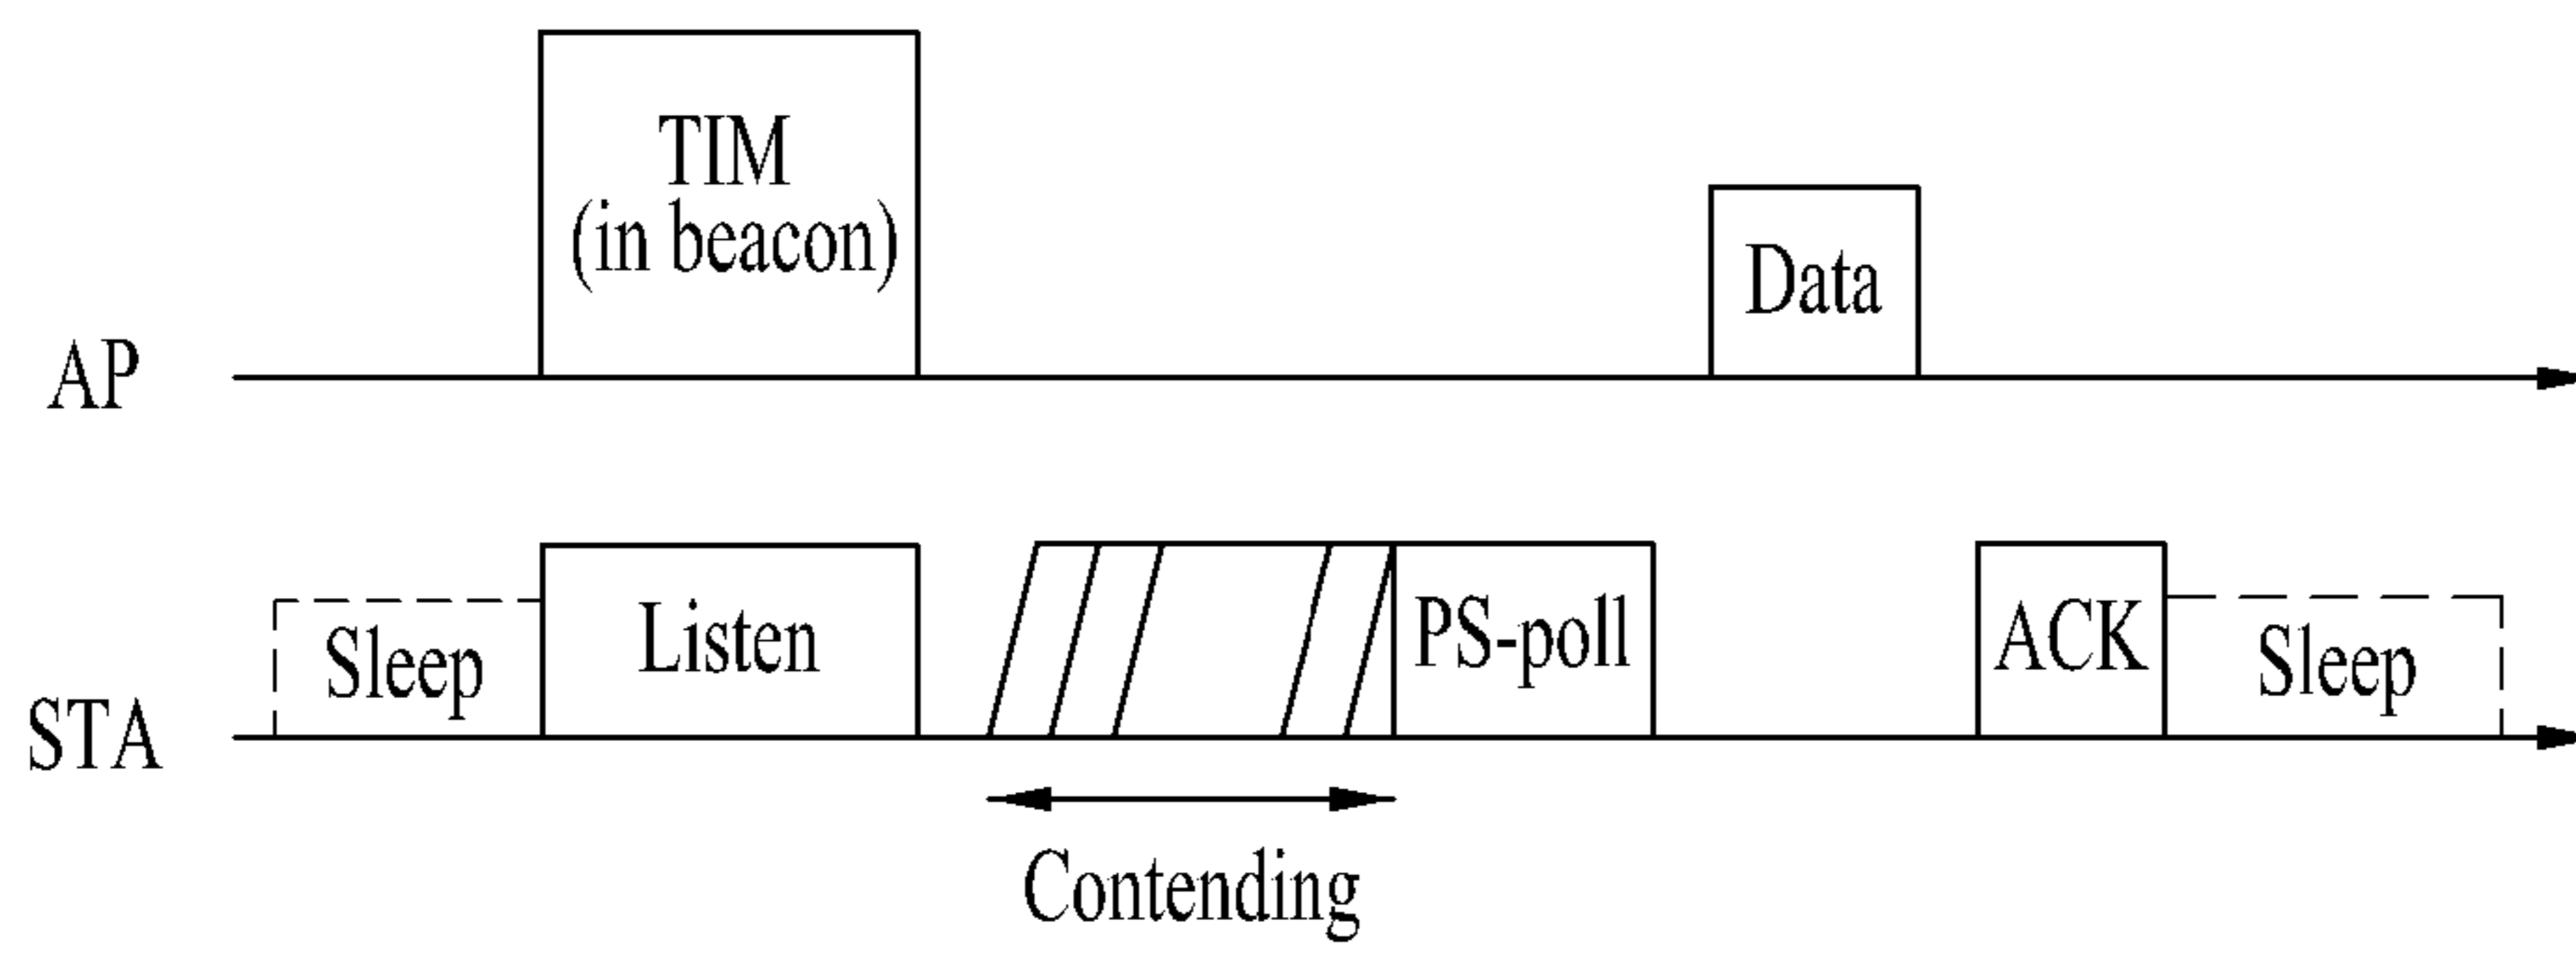 TIM
(in beacon)
Data
AP
Sleep
Listen
PS-poll
ACK
Sleep
STA
Contending